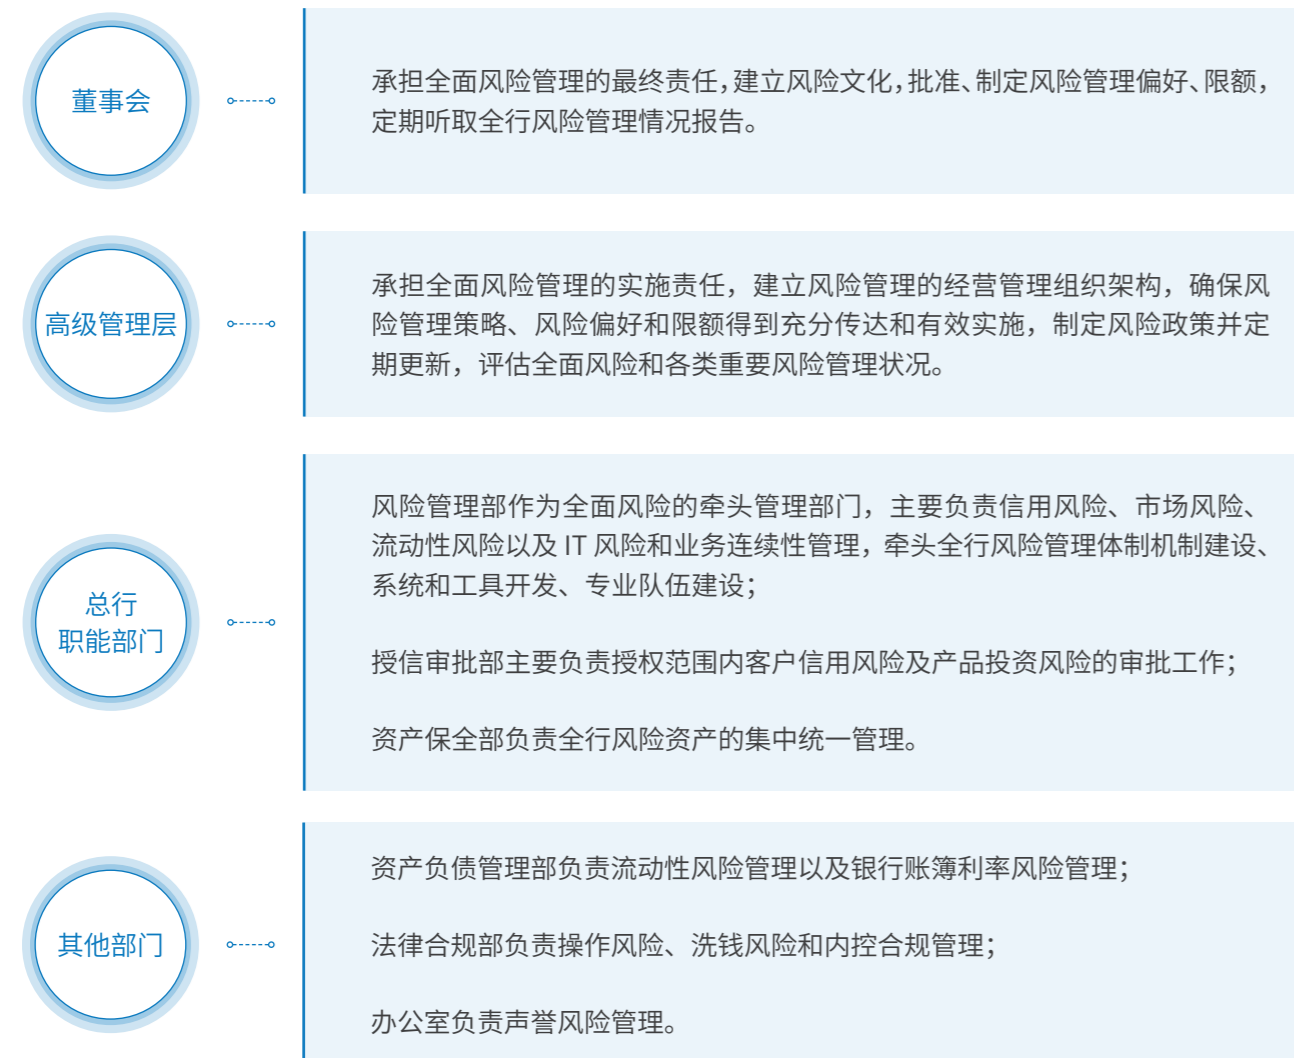 董事会
承担全面风险管理的最终责任，建立风险文化，批准、制定风险管理偏好、限额，
定期听取全行风险管理情况报告。
高级管理层
承担全面风险管理的实施责任，建立风险管理的经营管理组织架构，确保风
险管理策略、风险偏好和限额得到充分传达和有效实施，制定风险政策并定
期更新，评估全面风险和各类重要风险管理状况。
总行
职能部门
风险管理部作为全面风险的牵头管理部门，主要负责信用风险、市场风险、
流动性风险以及 IT 风险和业务连续性管理，牵头全行风险管理体制机制建设、
系统和工具开发、专业队伍建设；
授信审批部主要负责授权范围内客户信用风险及产品投资风险的审批工作；
资产保全部负责全行风险资产的集中统一管理。
其他部门
资产负债管理部负责流动性风险管理以及银行账簿利率风险管理；
法律合规部负责操作风险、洗钱风险和内控合规管理；
办公室负责声誉风险管理。